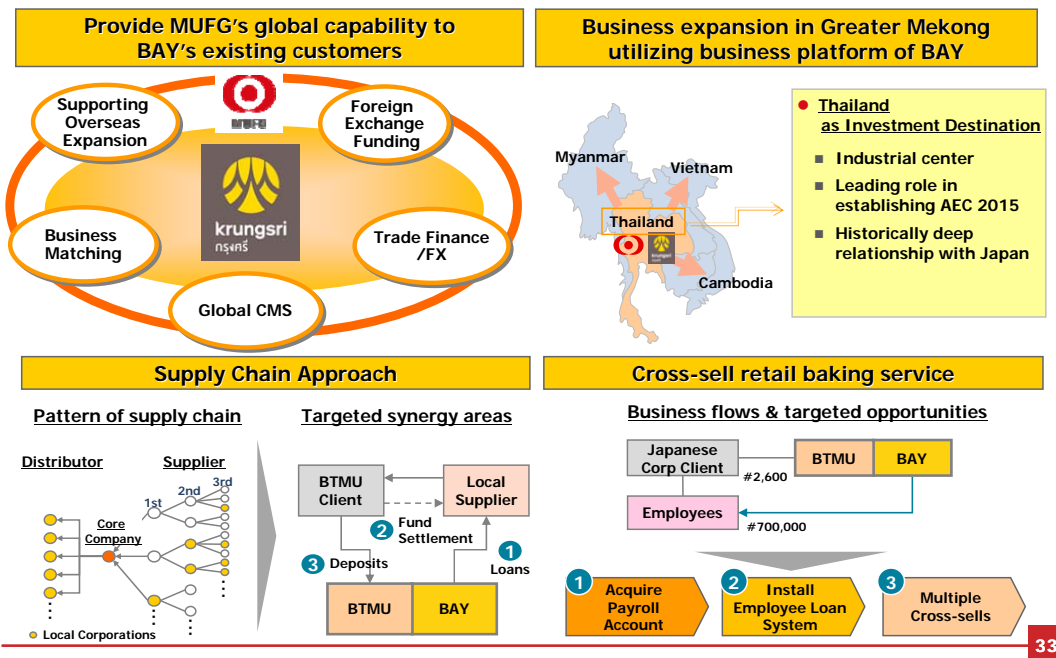 Provide MUFG's global capability to
BAY's existing customers
Supporting
Overseas
Expansion
MUFG
Foreign
Exchange
Funding
krungsri
กรุงศรี
Business
Matching
Trade Finance
/FX
Global CMS
Business expansion in Greater Mekong
utilizing business platform of BAY
Myanmar
Vietnam
Thailand
krungsri
Cambodia
Thailand
as Investment Destination
Industrial center
Leading role in
establishing AEC 2015
Historically deep
relationship with Japan
Supply Chain Approach
Pattern of supply chain
Distributor
Supplier
1st
2nd
3rd
Core
Company
Local Corporations
Targeted synergy areas
BTMU
Client
Local
Supplier
2 Fund
Settlement
1
Loans
3 Deposits
BTMU
BAY
Cross-sell retail baking service
Business flows & targeted opportunities
Japanese
Corp Client
BTMU
BAY
#2,600
Employees
#700,000
1 Acquire
Payroll
Account
2 Install
Employee Loan
System
3 Multiple
Cross-sells
33